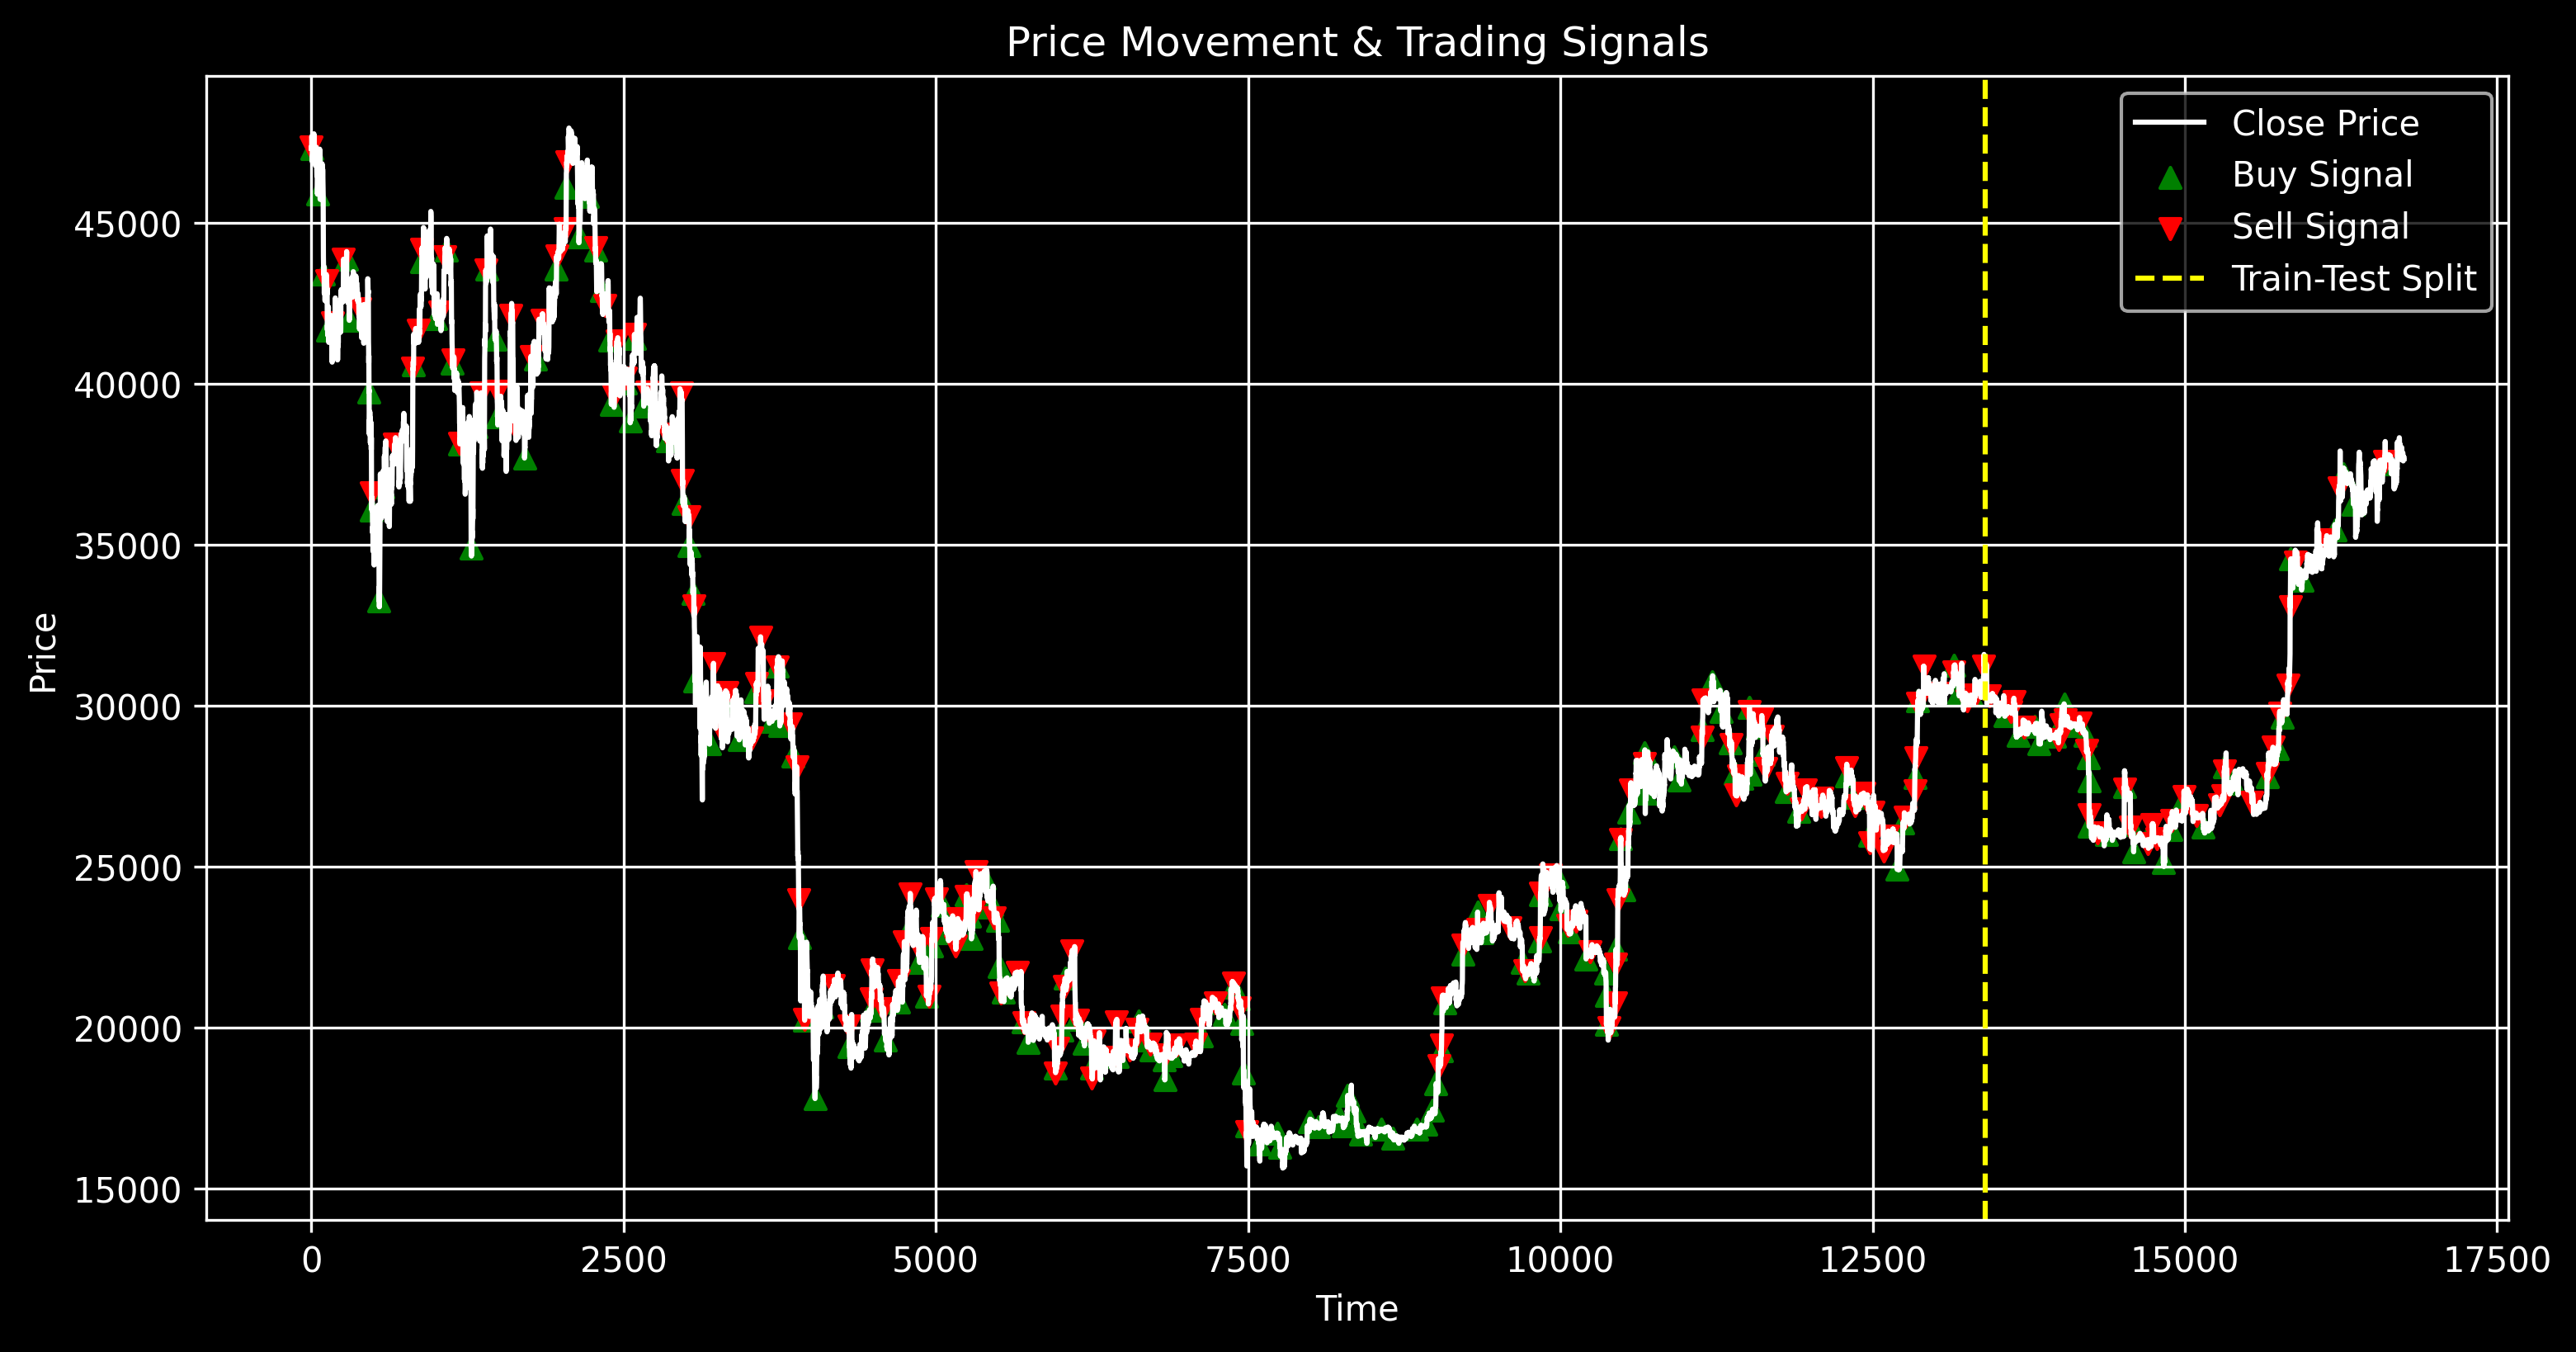 Price Movement & Trading Signals
Close Price
Buy Signal
Sell Signal
Train-Test Split
45000
40000
35000
30000
25000
20000
15000
Price
0 2500 5000 7500 10000 12500 15000 17500
Time